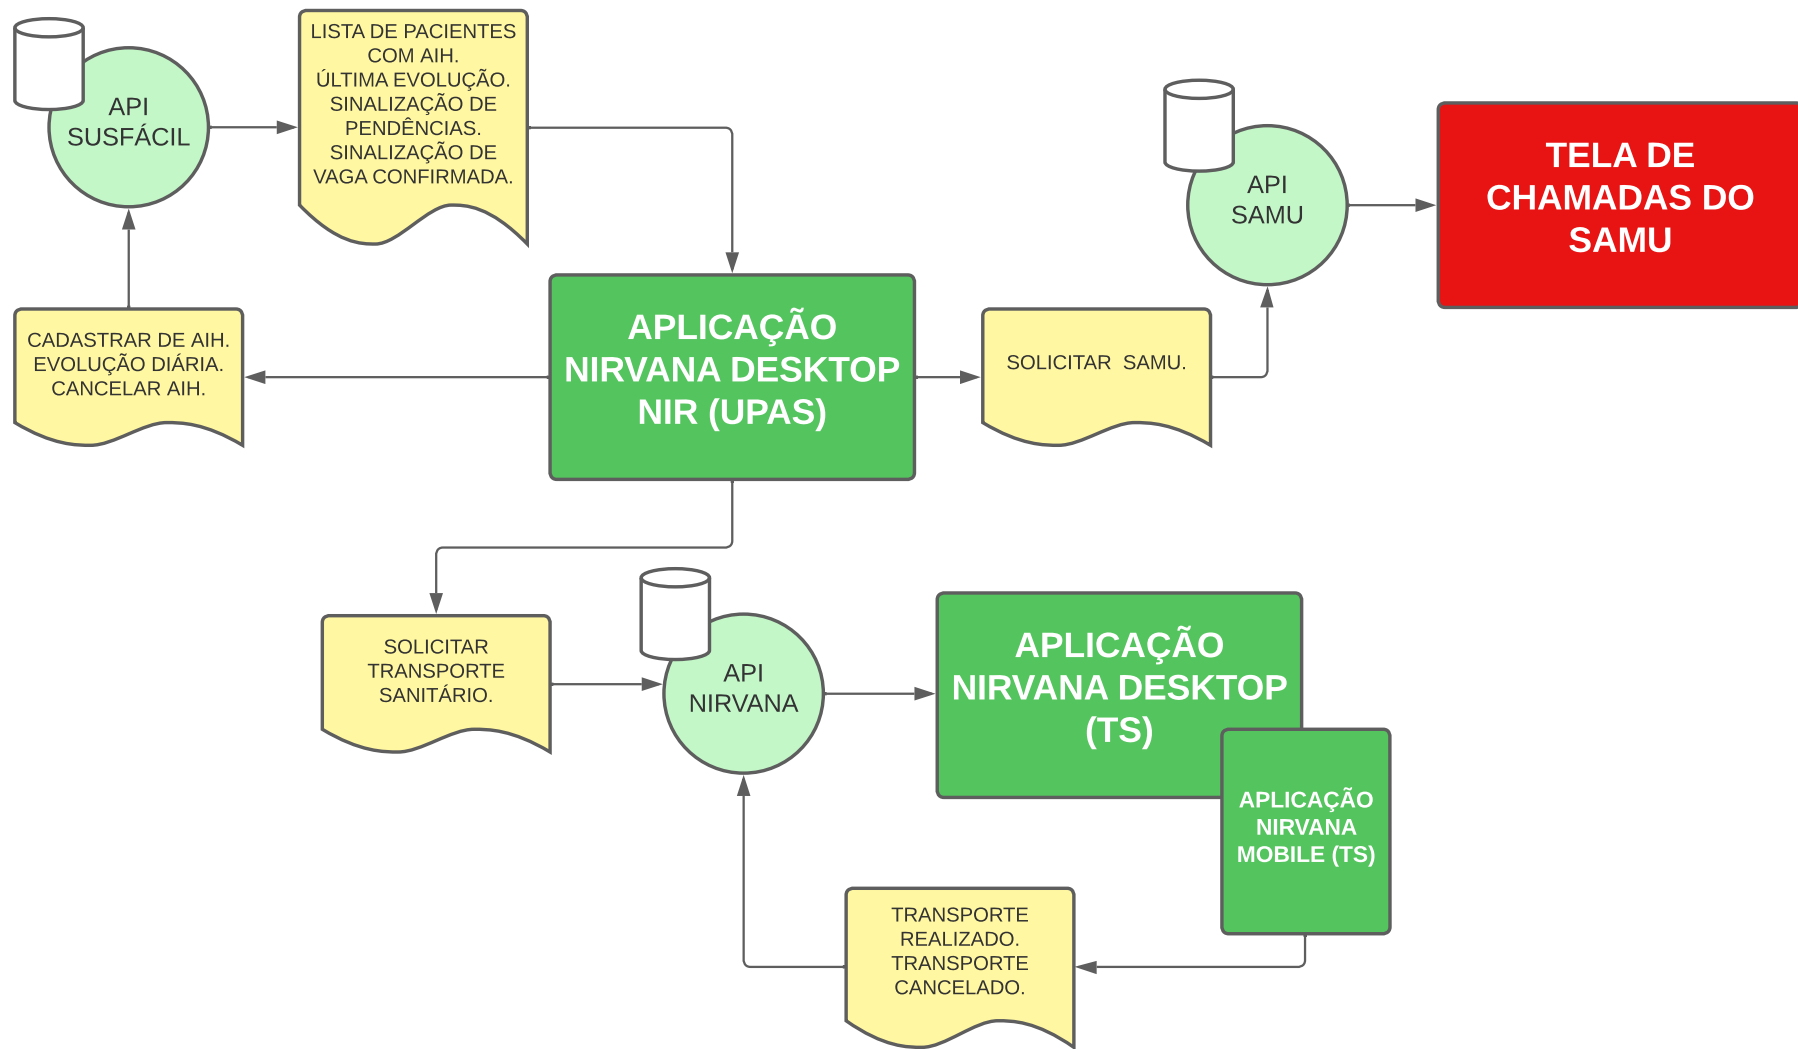 API
SUSFÁCIL
LISTA DE PACIENTES
COM AIH.
ÚLTIMA EVOLUÇÃO.
SINALIZAÇÃO DE
PENDÊNCIAS.
SINALIZAÇÃO DE
VAGA CONFIRMADA.
API
SAMU
TELA DE
CHAMADAS DO
SAMU
CADASTRAR DE AIH.
EVOLUÇÃO DIÁRIA.
CANCELAR AIH.
APLICAÇÃO
NIRVANA DESKTOP
NIR (UPAS)
SOLICITAR  SAMU.
SOLICITAR
TRANSPORTE
SANITÁRIO.
API
NIRVANA
APLICAÇÃO
NIRVANA DESKTOP
(TS)
APLICAÇÃO
NIRVANA
MOBILE (TS)
TRANSPORTE
REALIZADO.
TRANSPORTE
CANCELADO.